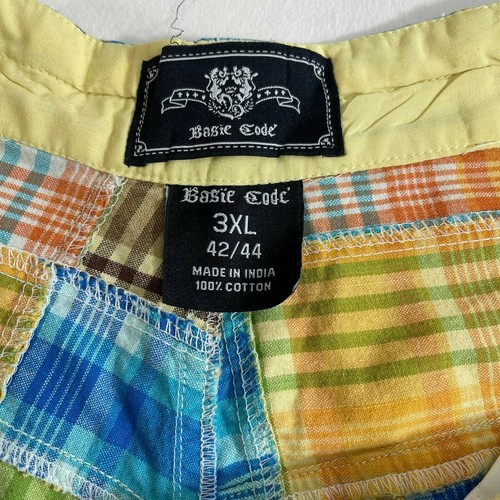 Basic Code'
Basic Code'
3XL
42/44
MADE IN INDIA
100% COTTON